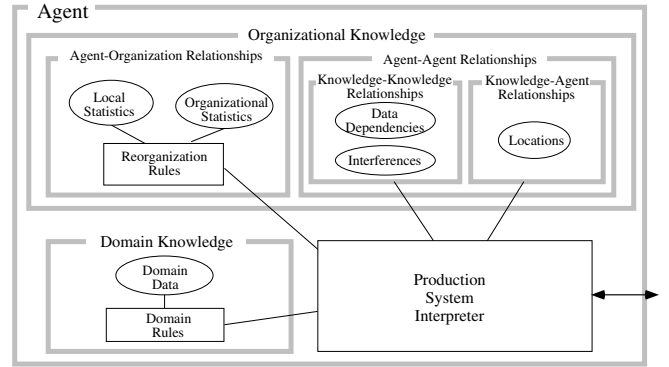 Agent
Organizational Knowledge
Agent-Organization Relationships
Local
Statistics
Organizational
Statistics
Reorganization
Rules
Agent-Agent Relationships
Knowledge-Knowledge
Relationships
Data
Dependencies
Interferences
Knowledge-Agent
Relationships
Locations
Domain Knowledge
Domain
Data
Domain
Rules
Production
System
Interpreter